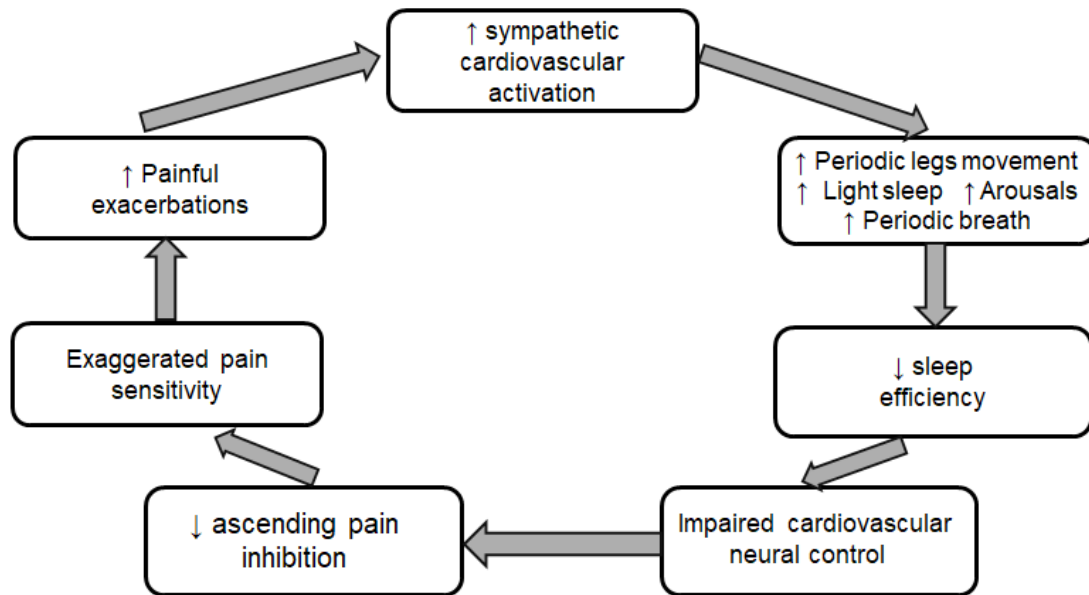 ↑ sympathetic
cardiovascular
activation
↑ Periodic legs movement
↑ Light sleep ↑ Arousals
↑ Periodic breath
↓ sleep
efficiency
Impaired cardiovascular
neural control
↓ ascending pain
inhibition
Exaggerated pain
sensitivity
↑ Painful
exacerbations